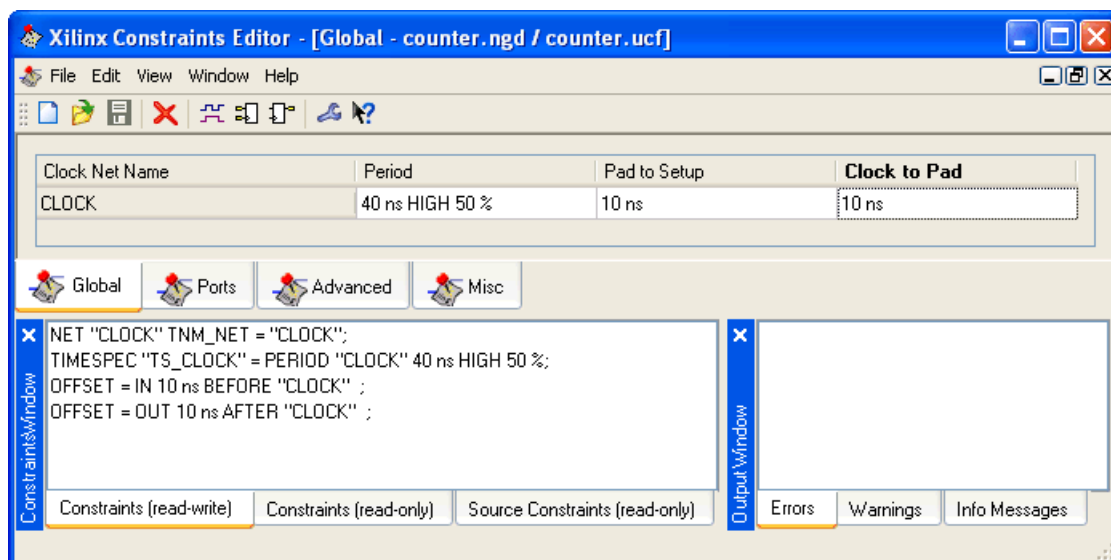 Xilinx Constraints Editor - [Global - counter.ngd / counter.ucf]
File Edit View Window Help
Clock Net Name Period Pad to Setup Clock to Pad
CLOCK 40 ns HIGH 50 % 10 ns 10 ns
Global Ports Advanced Misc
ConstraintsWindow
NET "CLOCK" TNM_NET = "CLOCK";
TIMESPEC "TS_CLOCK" = PERIOD "CLOCK" 40 ns HIGH 50 %;
OFFSET = IN 10 ns BEFORE "CLOCK" ;
OFFSET = OUT 10 ns AFTER "CLOCK" ;
Constraints (read-write) Constraints (read-only) Source Constraints (read-only)
Output Window
Errors Warnings Info Messages